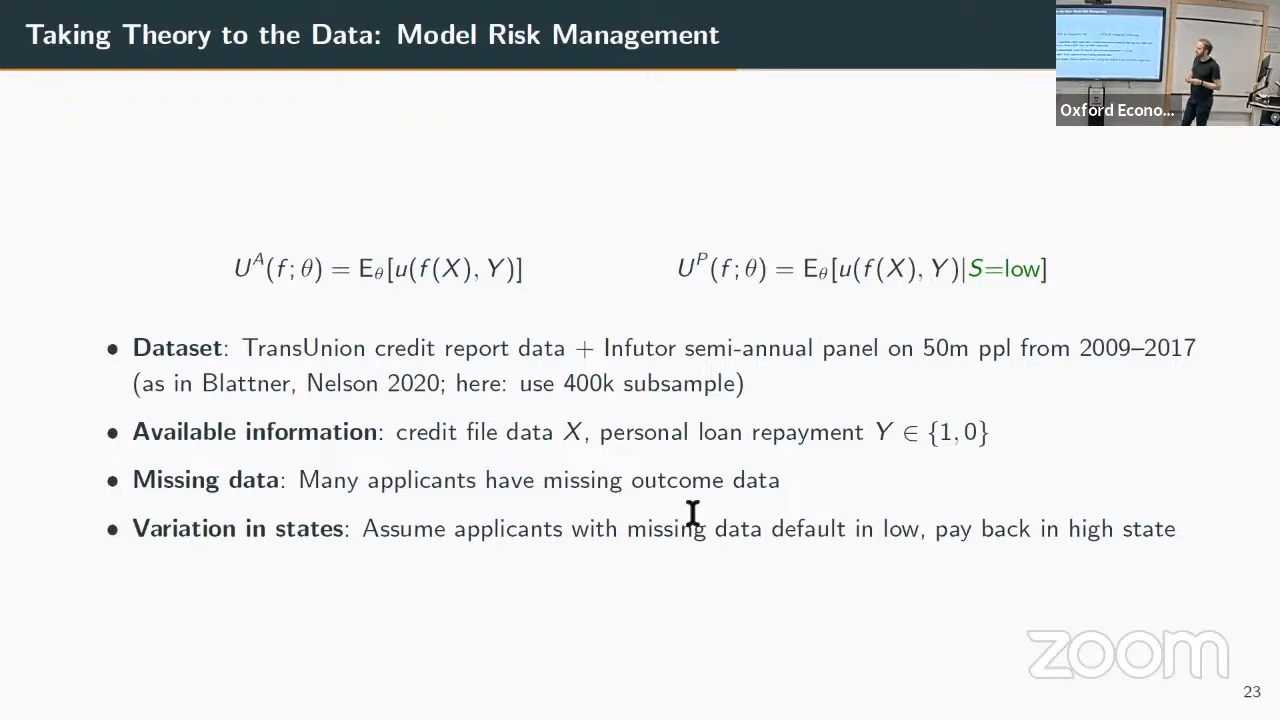 Taking Theory to the Data: Model Risk Management
Oxford Econo...
U^A(f; θ) = E_θ[u(f(X), Y)]
U^P(f; θ) = E_θ[u(f(X), Y)|S=low]
• Dataset: TransUnion credit report data + Infutor semi-annual panel on 50m ppl from 2009–2017
(as in Blattner, Nelson 2020; here: use 400k subsample)
• Available information: credit file data X, personal loan repayment Y ∈ {1, 0}
• Missing data: Many applicants have missing outcome data
• Variation in states: Assume applicants with missing data default in low, pay back in high state
zoom
23